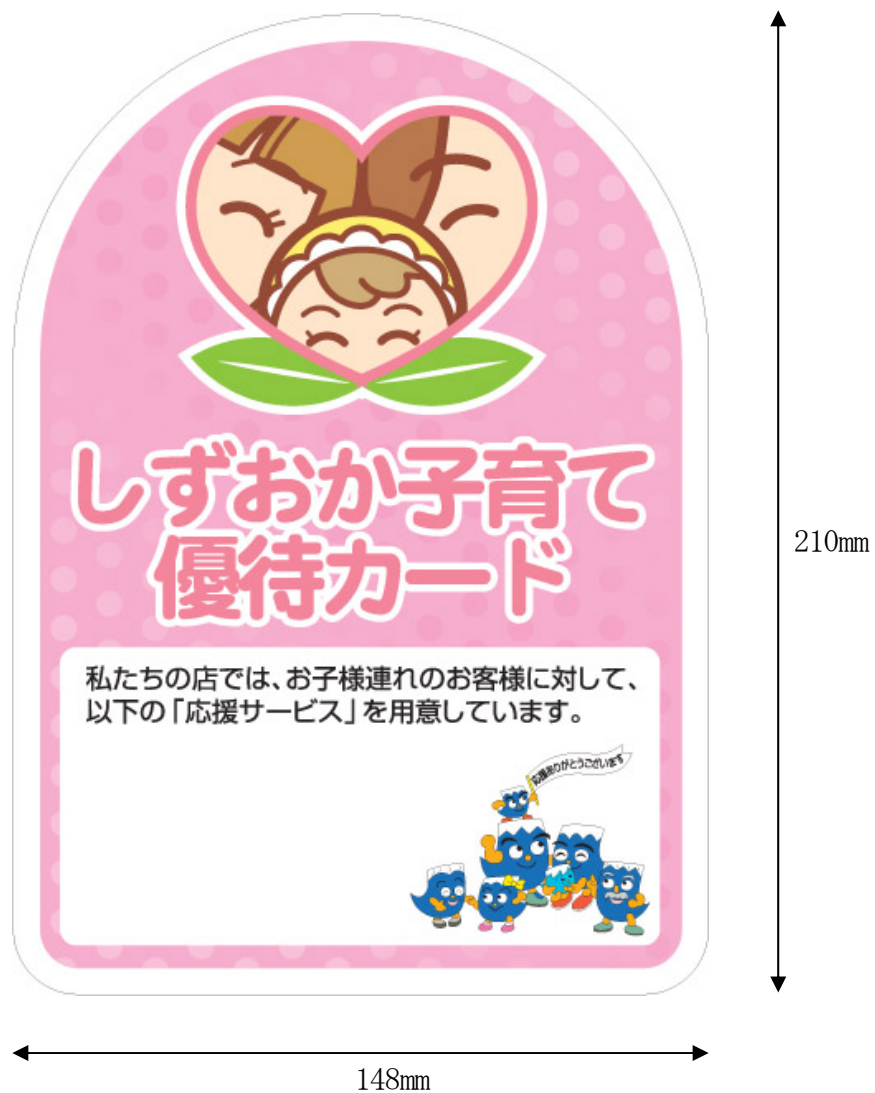 しずおか子育て
優待カード
私たちの店では、お子様連れのお客様に対して、
以下の「応援サービス」を用意しています。
応援ありがとうございます
210mm
148mm